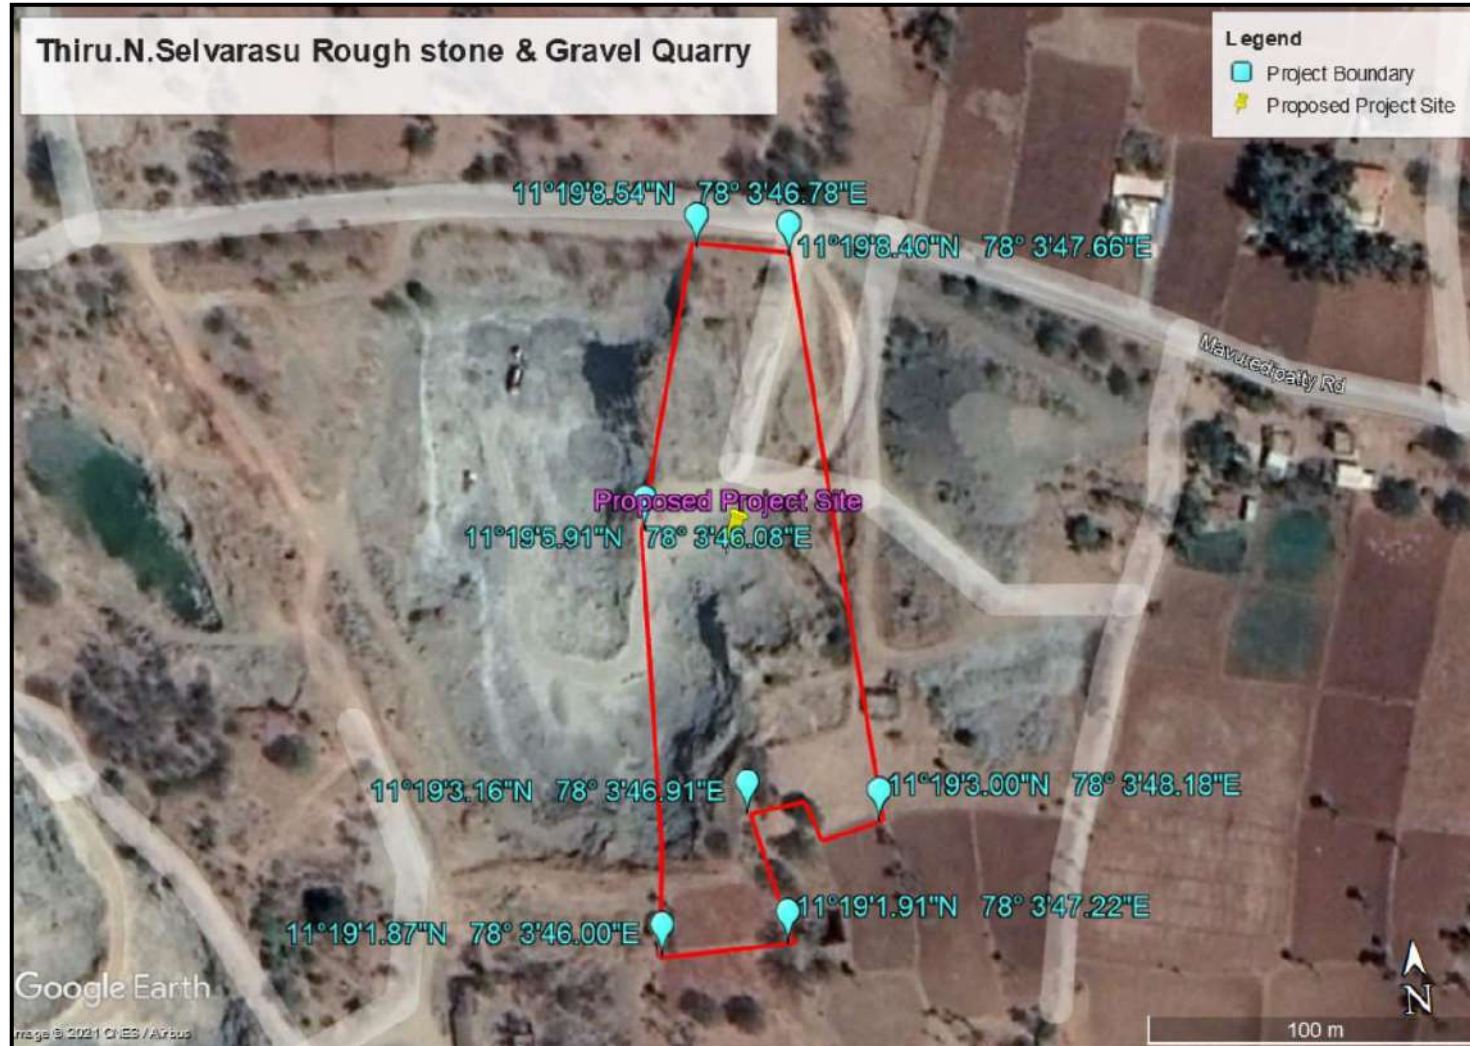 Thiru.N.Selvarasu Rough stone & Gravel Quarry
Legend
Project Boundary
Proposed Project Site
11°19'8.54"N 78° 3'46.78"E
11°19'8.40"N 78° 3'47.66"E
Mavuredipatty Rd
Proposed Project Site
11°19'5.91"N 78° 3'46.08"E
11°19'3.16"N 78° 3'46.91"E
11°19'3.00"N 78° 3'48.18"E
11°19'1.91"N 78° 3'47.22"E
11°19'1.87"N 78° 3'46.00"E
Google Earth
N
Image © 2021 CNES / Airbus
100 m